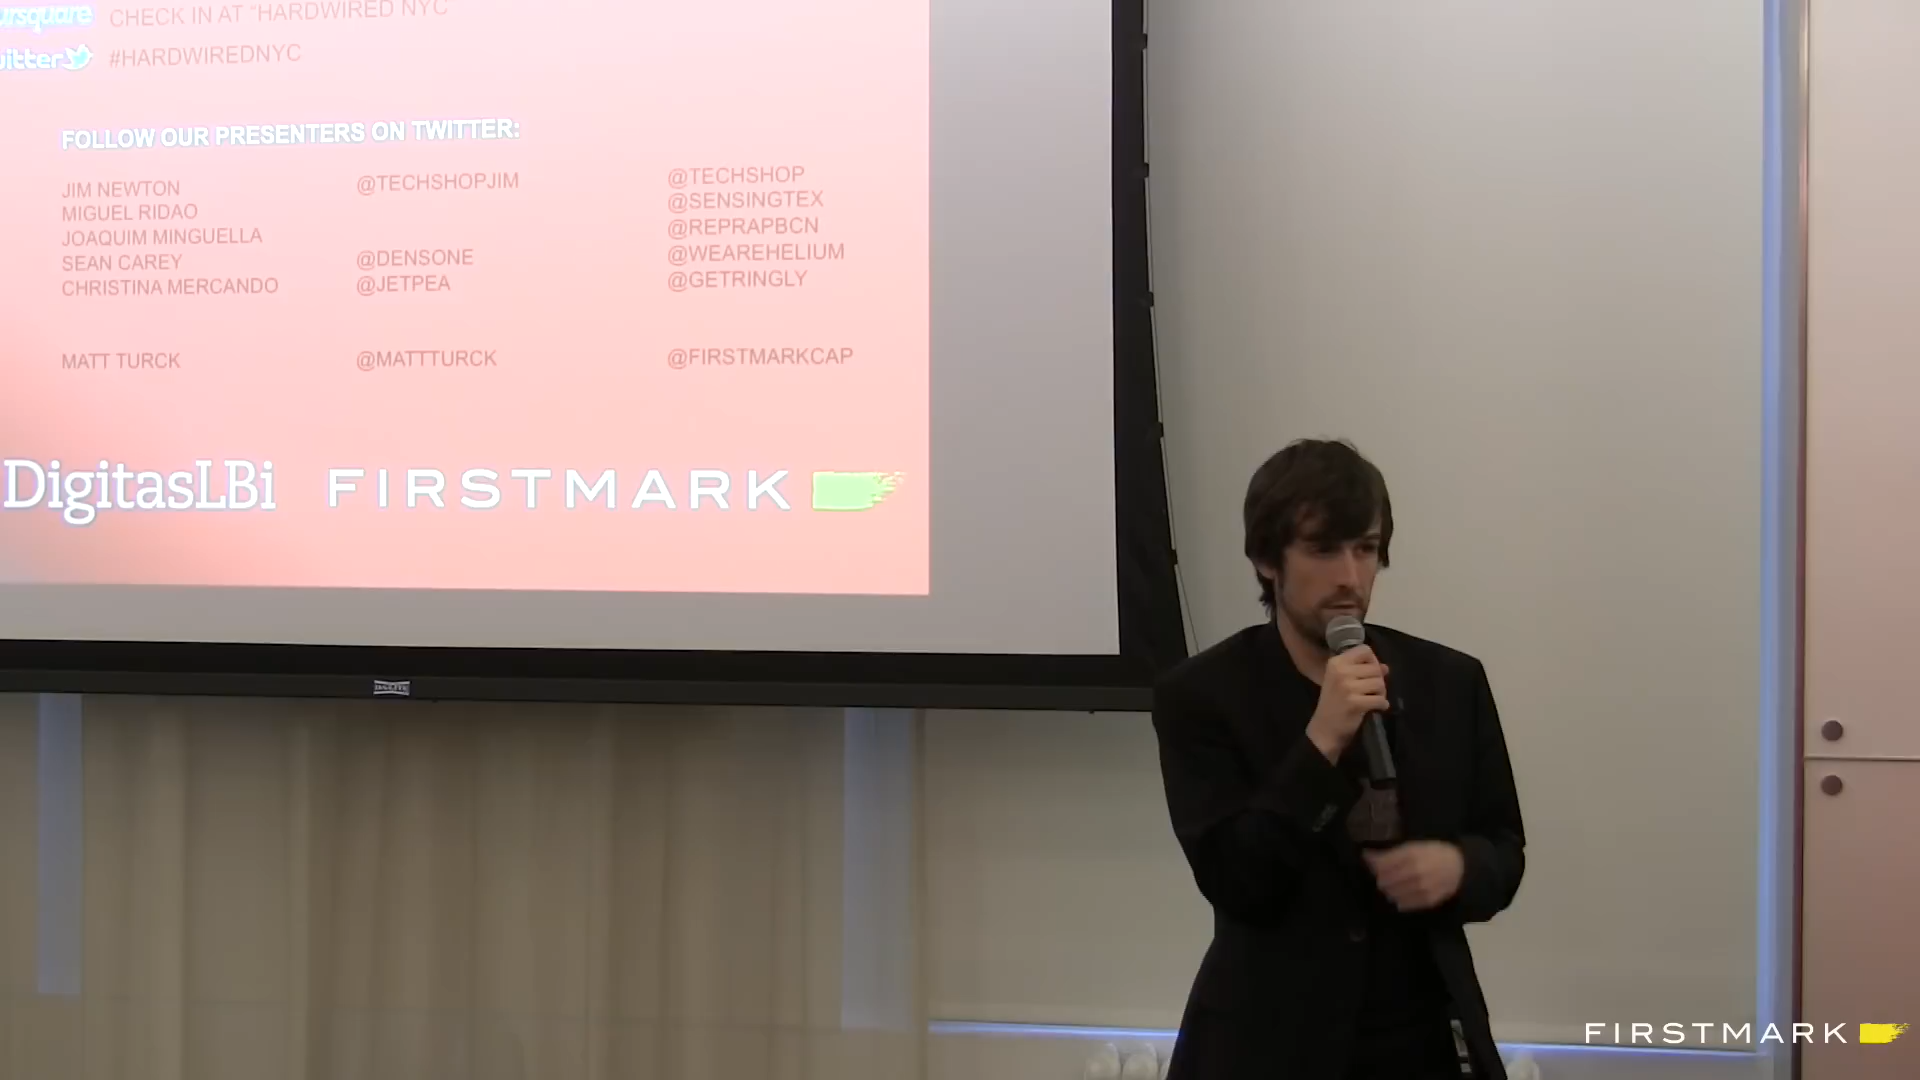 CHECK IN AT "HARDWIRED NYC"
#HARDWIREDNYC
FOLLOW OUR PRESENTERS ON TWITTER:
JIM NEWTON @TECHSHOPJIM @TECHSHOP
MIGUEL RIDAO @SENSINGTEX
JOAQUIM MINGUELLA @REPRAPBCN
SEAN CAREY @DENSONE @WEAREHELIUM
CHRISTINA MERCANDO @JETPEA @GETRINGLY
MATT TURCK @MATTTURCK @FIRSTMARKCAP
DigitasLBi FIRSTMARK
FIRSTMARK